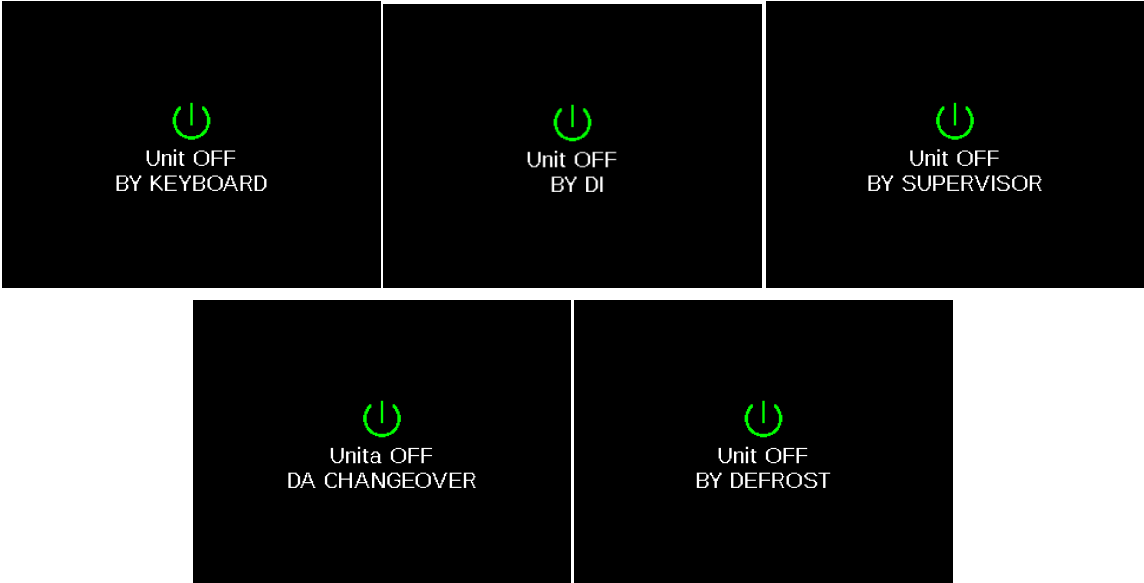 Unit OFF
BY KEYBOARD
Unit OFF
BY DI
Unit OFF
BY SUPERVISOR
Unita OFF
DA CHANGEOVER
Unit OFF
BY DEFROST